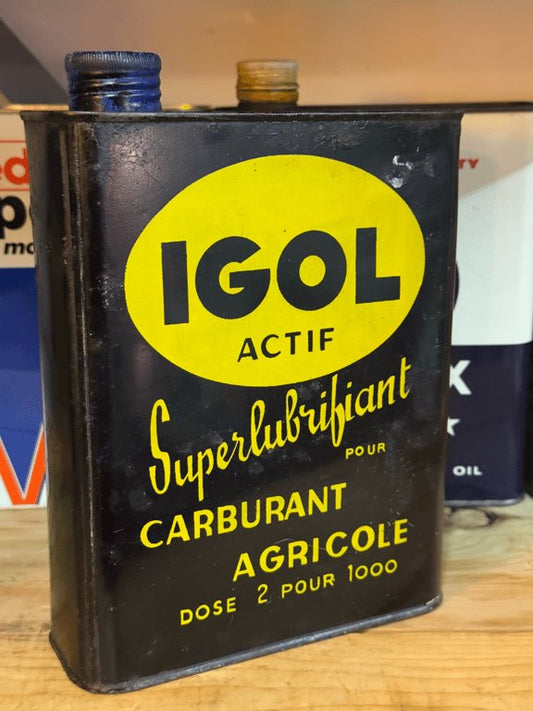 IGOL
ACTIF
Superlubrifiant
POUR
CARBURANT
AGRICOLE
DOSE 2 POUR 1000
OIL